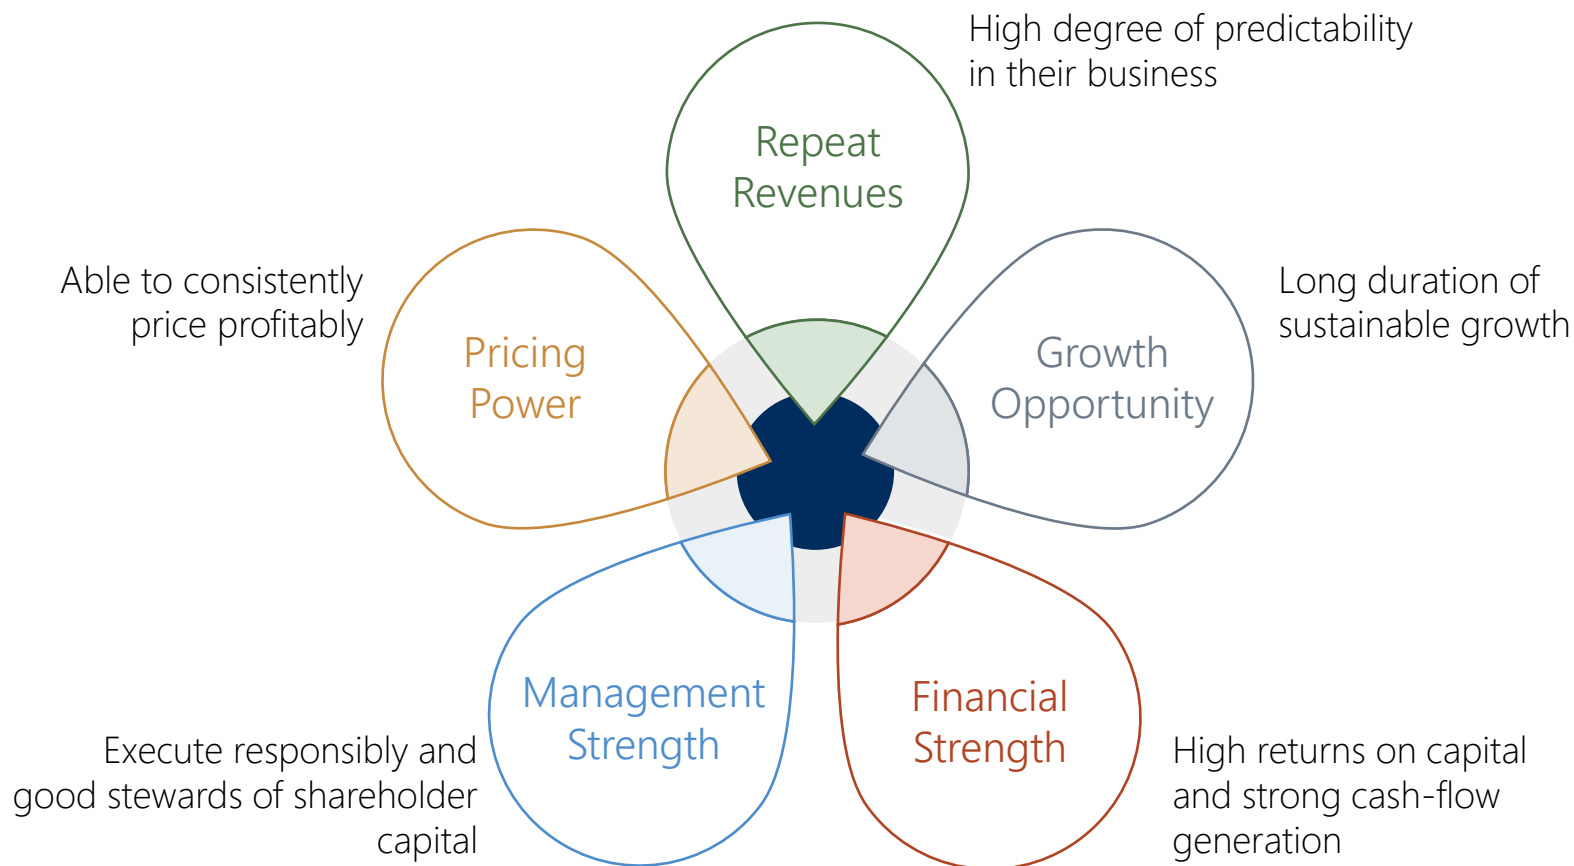 High degree of predictability
in their business
Repeat
Revenues
Able to consistently
price profitably
Pricing
Power
Growth
Opportunity
Long duration of
sustainable growth
Management
Strength
Execute responsibly and
good stewards of shareholder
capital
Financial
Strength
High returns on capital
and strong cash-flow
generation